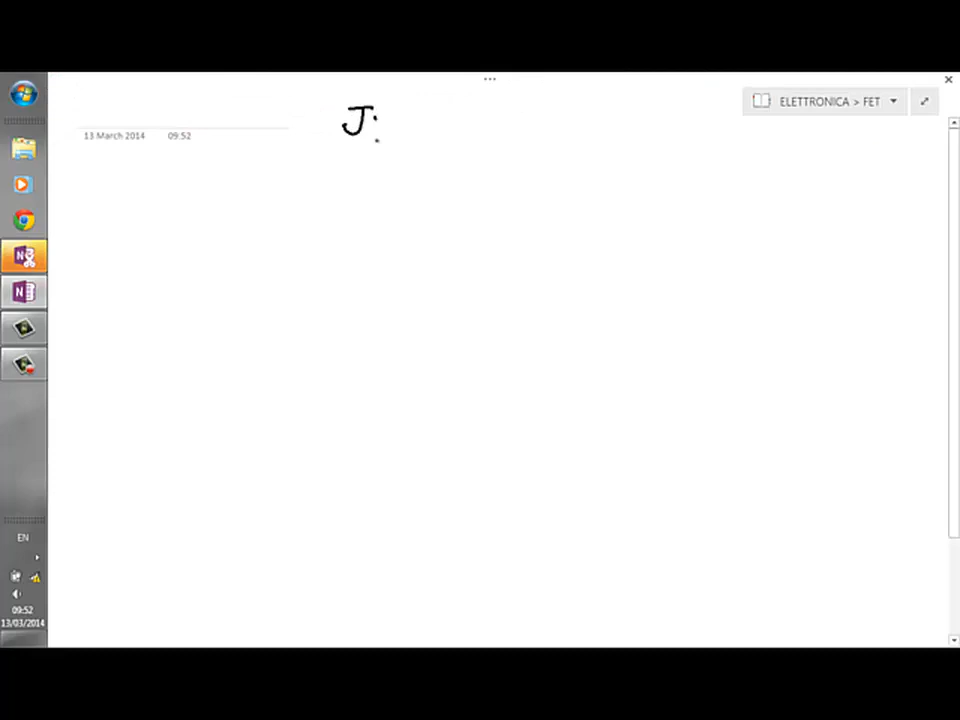 ELETTRONICA > FET
J
13 March 2014 09:52
EN
09:52
13/03/2014